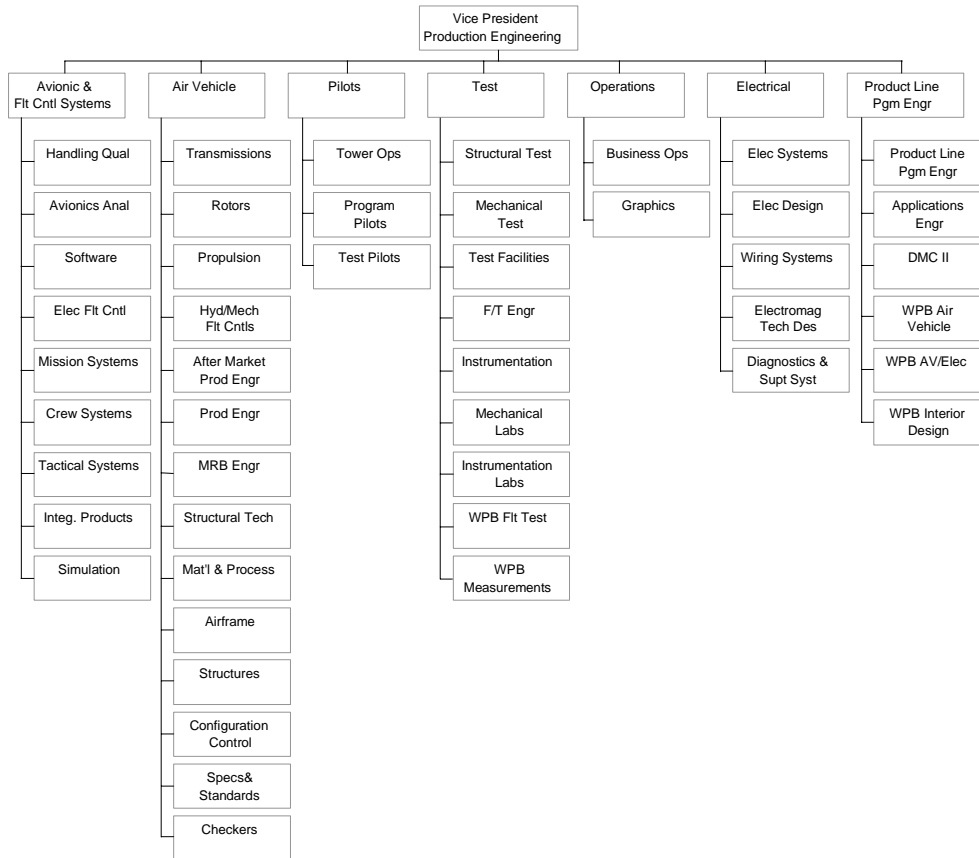 Vice President
Production Engineering
Avionic &
Flt Cntl Systems
Air Vehicle
Pilots
Test
Operations
Electrical
Product Line
Pgm Engr
Handling Qual
Avionics Anal
Software
Elec Flt Cntl
Mission Systems
Crew Systems
Tactical Systems
Integ. Products
Simulation
Transmissions
Rotors
Propulsion
Hyd/Mech
Flt Cntls
After Market
Prod Engr
Prod Engr
MRB Engr
Structural Tech
Mat'l & Process
Airframe
Structures
Configuration
Control
Specs&
Standards
Checkers
Tower Ops
Program
Pilots
Test Pilots
Structural Test
Mechanical
Test
Test Facilities
F/T Engr
Instrumentation
Mechanical
Labs
Instrumentation
Labs
WPB Flt Test
WPB
Measurements
Business Ops
Graphics
Elec Systems
Elec Design
Wiring Systems
Electromag
Tech Des
Diagnostics &
Supt Syst
Product Line
Pgm Engr
Applications
Engr
DMC II
WPB Air
Vehicle
WPB AV/Elec
WPB Interior
Design